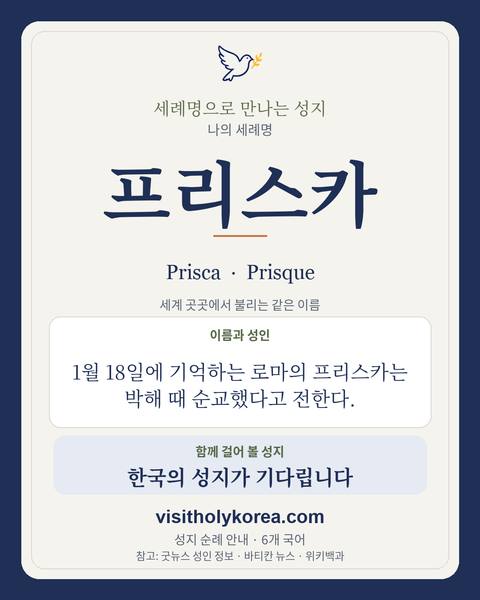 세례명으로 만나는 성지
나의 세례명
프리스카
Prisca · Prisque
세계 곳곳에서 불리는 같은 이름
이름과 성인
1월 18일에 기억하는 로마의 프리스카는
박해 때 순교했다고 전한다.
함께 걸어 볼 성지
한국의 성지가 기다립니다
visitholykorea.com
성지 순례 안내 · 6개 국어
참고: 굿뉴스 성인 정보 · 바티칸 뉴스 · 위키백과